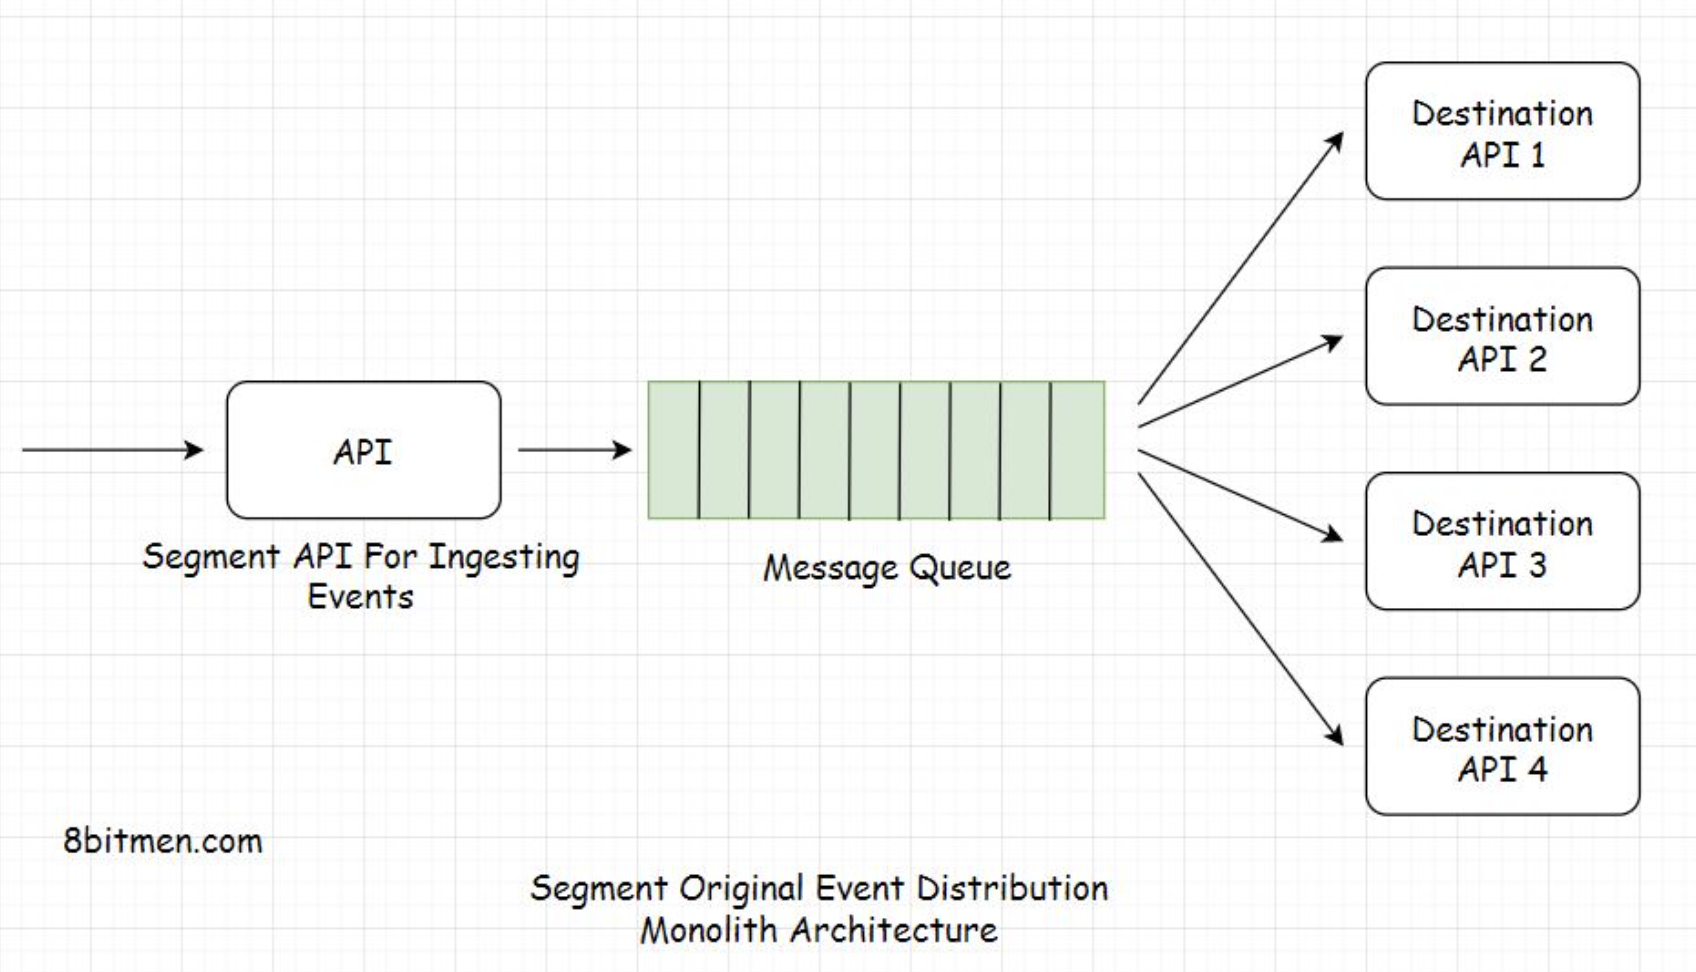 Destination
API 1
Destination
API 2
API
Segment API For Ingesting
Events
Message Queue
Destination
API 3
Destination
API 4
8bitmen.com
Segment Original Event Distribution
Monolith Architecture